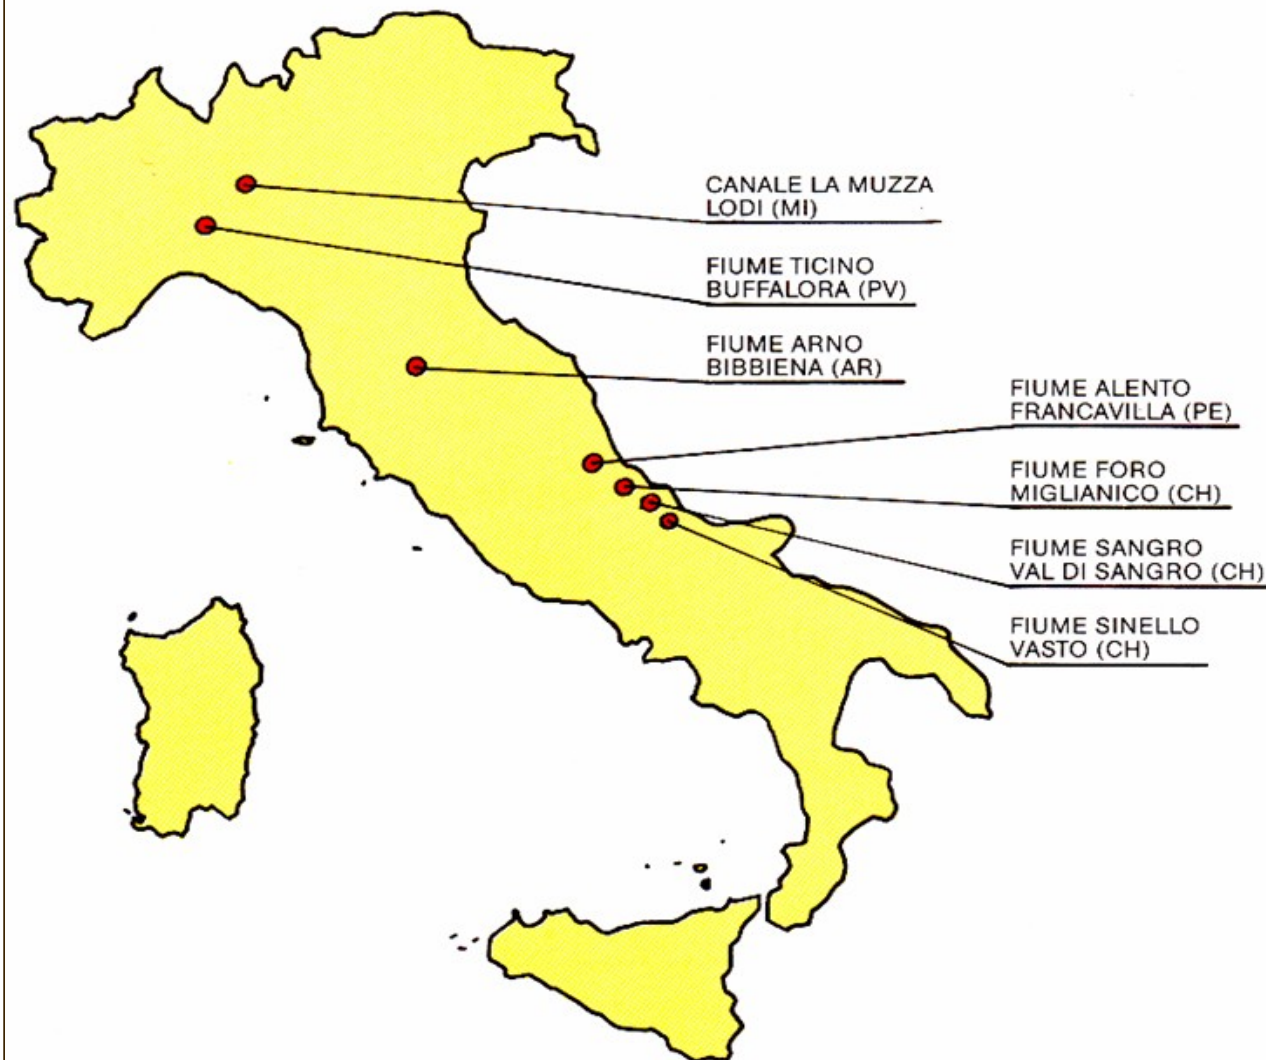 CANALE LA MUZZA
LODI (MI)
FIUME TICINO
BUFFALORA (PV)
FIUME ARNO
BIBBIENA (AR)
FIUME ALENTO
FRANCAVILLA (PE)
FIUME FORO
MIGLIANICO (CH)
FIUME SANGRO
VAL DI SANGRO (CH)
FIUME SINELLO
VASTO (CH)